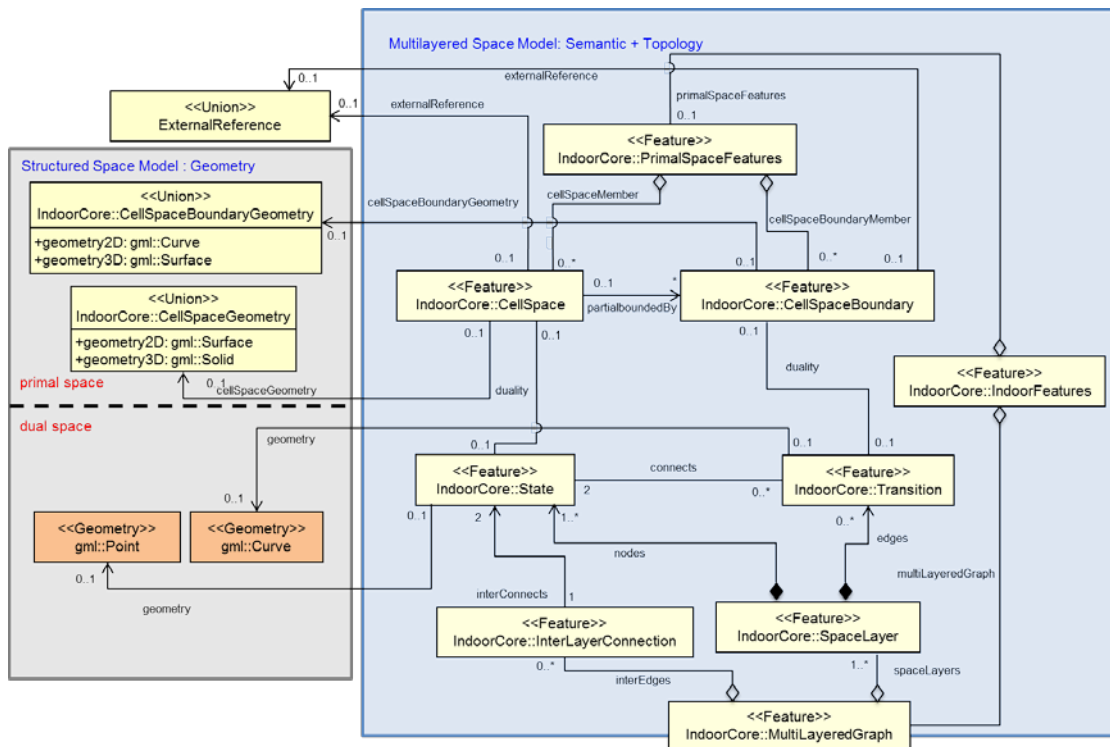 Multilayered Space Model: Semantic + Topology
externalReference
0..1
<<Union>>
ExternalReference
0..1
externalReference
primalSpaceFeatures
0..1
<<Feature>>
IndoorCore::PrimalSpaceFeatures
Structured Space Model : Geometry
<<Union>>
IndoorCore::CellSpaceBoundaryGeometry
+geometry2D: gml::Curve
+geometry3D: gml::Surface
cellSpaceBoundaryGeometry
0..1
cellSpaceMember
cellSpaceBoundaryMember
0..1
0..*
0..1
0..*
0..1
<<Feature>>
IndoorCore::CellSpace
0..1
*
partialboundedBy
<<Feature>>
IndoorCore::CellSpaceBoundary
<<Union>>
IndoorCore::CellSpaceGeometry
+geometry2D: gml::Surface
+geometry3D: gml::Solid
0..1
0..1
0..1
primal space
0..1
cellSpaceGeometry
duality
duality
<<Feature>>
IndoorCore::IndoorFeatures
dual space
geometry
0..1
0..1
0..1
<<Feature>>
IndoorCore::State
connects
2
0..*
<<Feature>>
IndoorCore::Transition
0..1
<<Geometry>>
gml::Point
<<Geometry>>
gml::Curve
0..1
2
1..*
0..*
nodes
edges
multiLayeredGraph
0..1
geometry
interConnects
1
<<Feature>>
IndoorCore::InterLayerConnection
<<Feature>>
IndoorCore::SpaceLayer
0..*
interEdges
1..*
spaceLayers
<<Feature>>
IndoorCore::MultiLayeredGraph